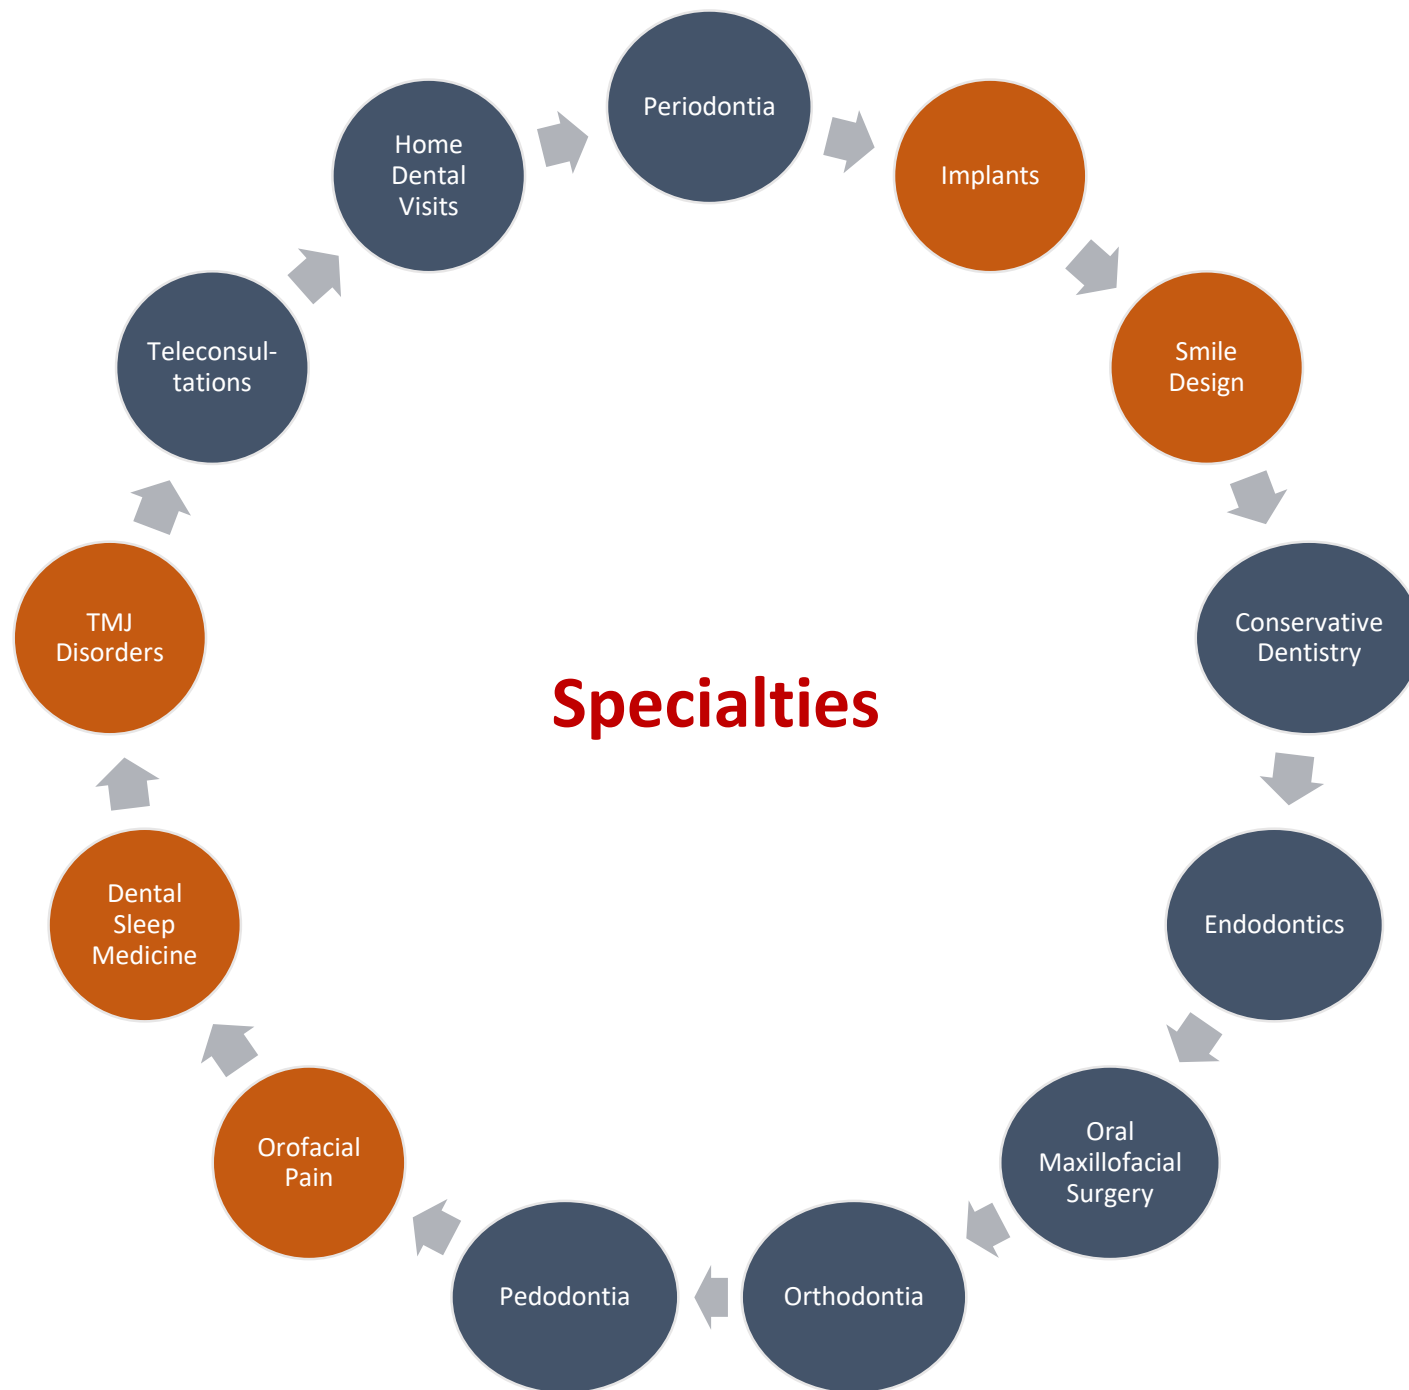 Periodontia
Implants
Smile
Design
Conservative
Dentistry
Endodontics
Oral
Maxillofacial
Surgery
Orthodontia
Pedodontia
Orofacial
Pain
Dental
Sleep
Medicine
TMJ
Disorders
Teleconsul-
tations
Home
Dental
Visits
Specialties